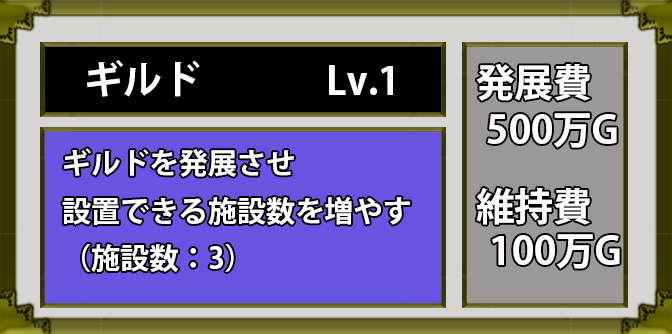 ギルド Lv.1
ギルドを発展させ
設置できる施設数を増やす
（施設数：3）
発展費
500万G
維持費
100万G